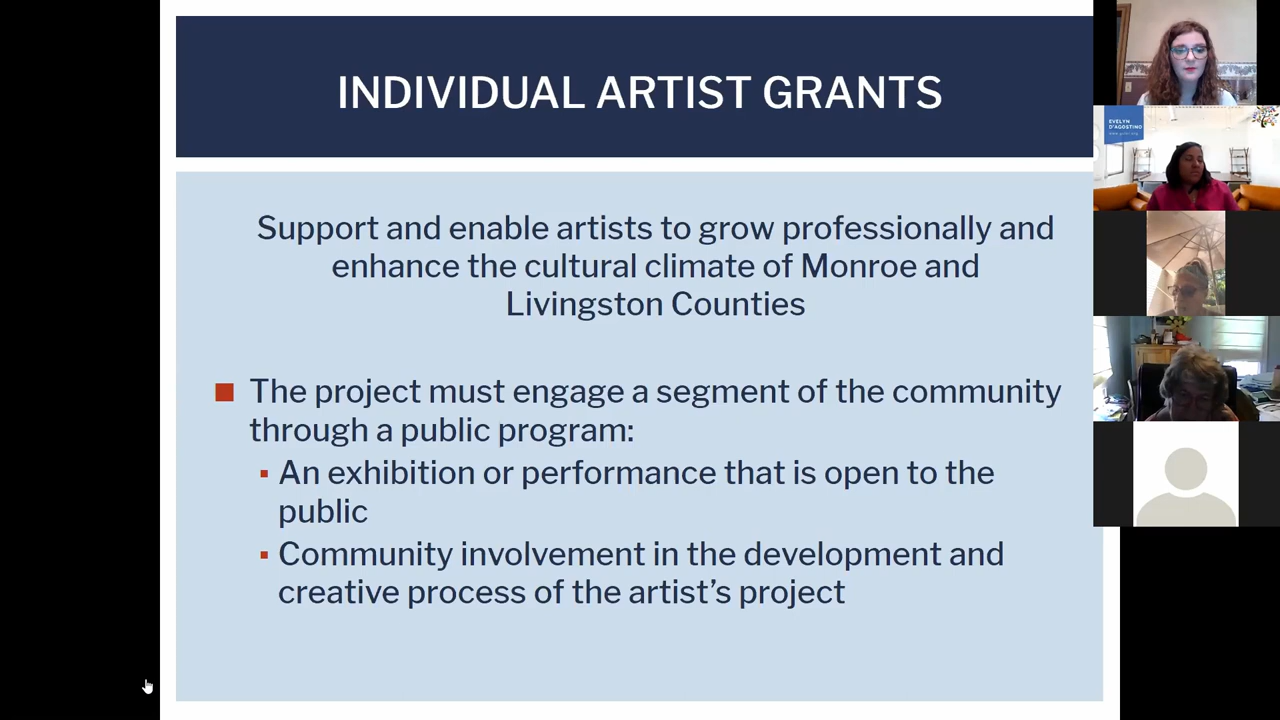 INDIVIDUAL ARTIST GRANTS
Support and enable artists to grow professionally and
enhance the cultural climate of Monroe and
Livingston Counties
The project must engage a segment of the community
through a public program:
An exhibition or performance that is open to the
public
Community involvement in the development and
creative process of the artist’s project
EVELYN
D'AGOSTINO